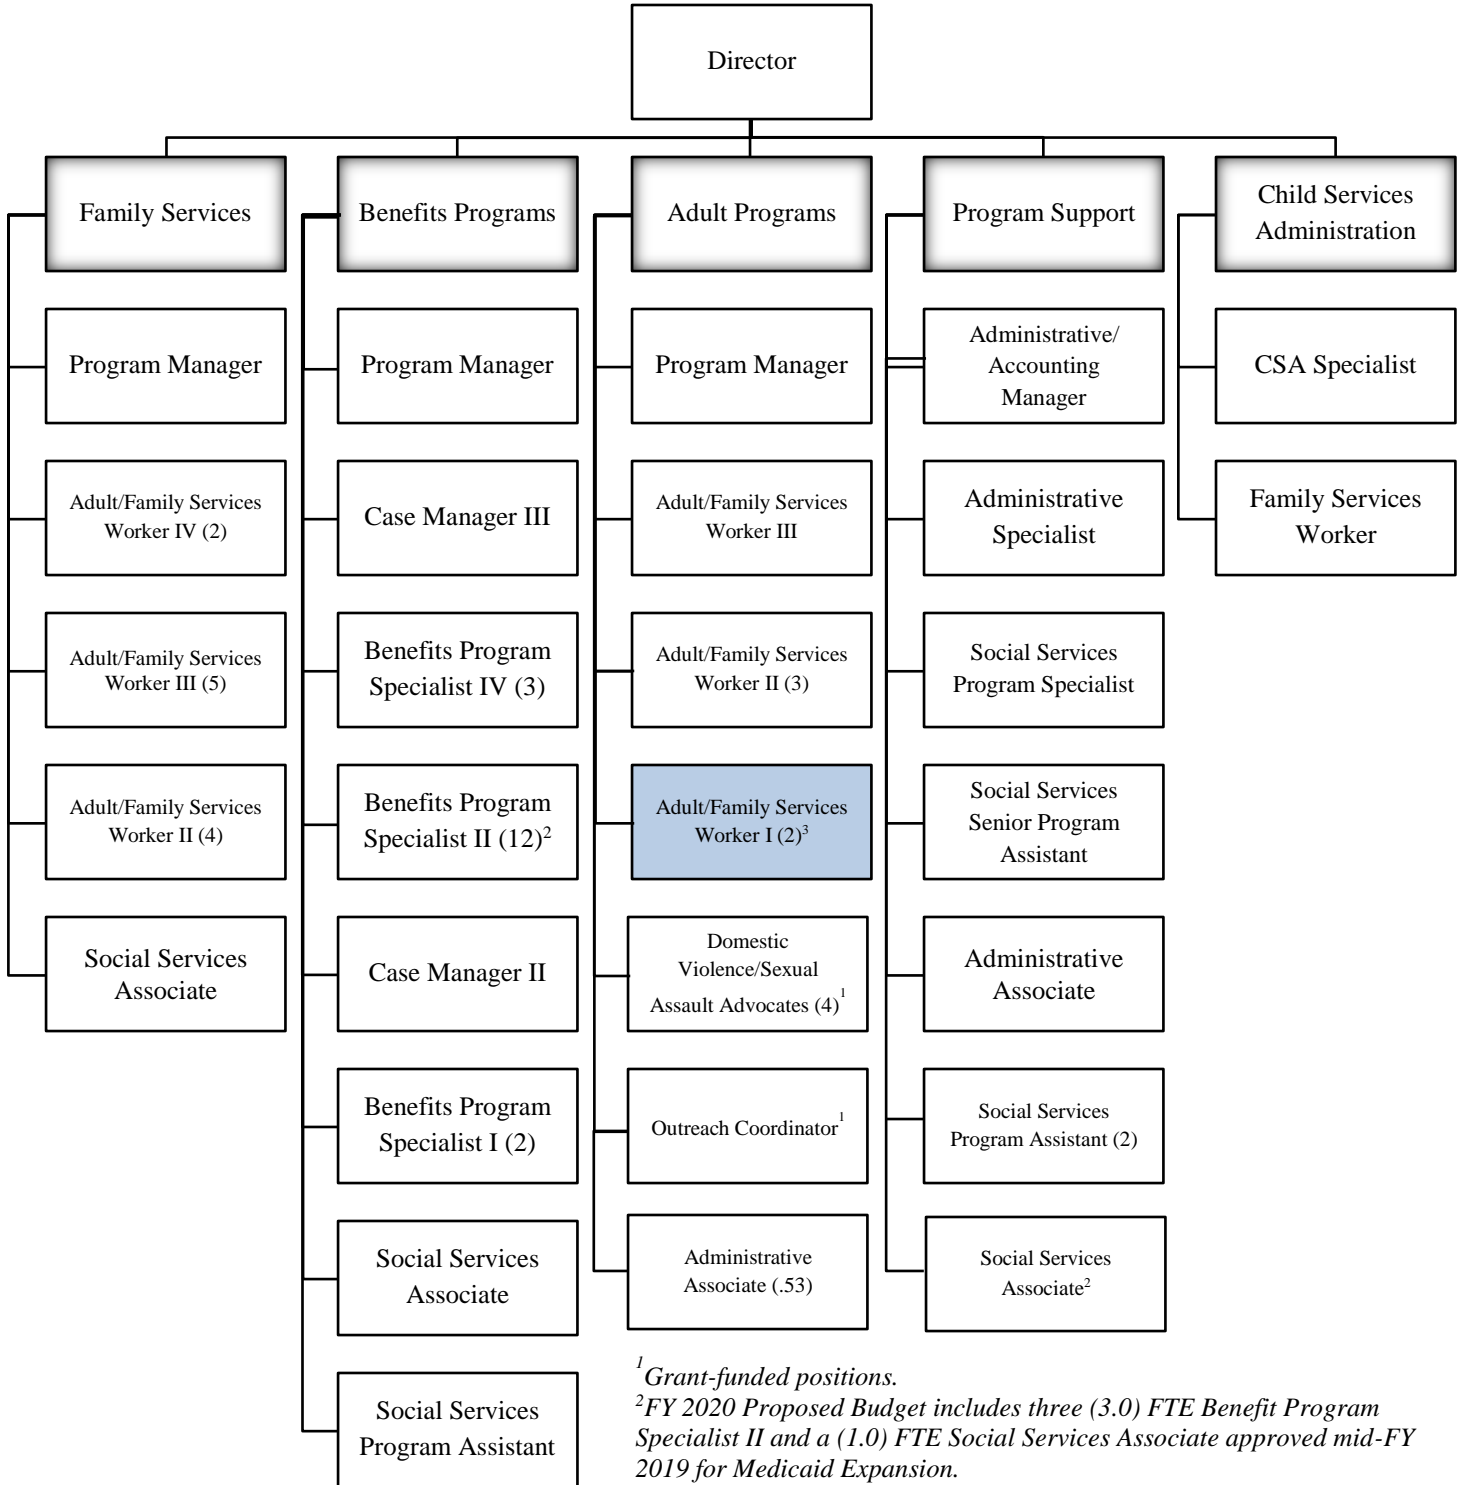 Director
Family Services
Benefits Programs
Adult Programs
Program Support
Child Services
Administration
Program Manager
Program Manager
Program Manager
Administrative/
Accounting
Manager
CSA Specialist
Adult/Family Services
Worker IV (2)
Case Manager III
Adult/Family Services
Worker III
Administrative
Specialist
Family Services
Worker
Adult/Family Services
Worker III (5)
Benefits Program
Specialist IV (3)
Adult/Family Services
Worker II (3)
Social Services
Program Specialist
Adult/Family Services
Worker II (4)
Benefits Program
Specialist II (12)²
Adult/Family Services
Worker I (2)³
Social Services
Senior Program
Assistant
Social Services
Associate
Case Manager II
Domestic
Violence/Sexual
Assault Advocates (4)¹
Administrative
Associate
Benefits Program
Specialist I (2)
Outreach Coordinator¹
Social Services
Program Assistant (2)
Social Services
Associate
Administrative
Associate (.53)
Social Services
Associate²
Social Services
Program Assistant
¹Grant-funded positions.
²FY 2020 Proposed Budget includes three (3.0) FTE Benefit Program
Specialist II and a (1.0) FTE Social Services Associate approved mid-FY
2019 for Medicaid Expansion.